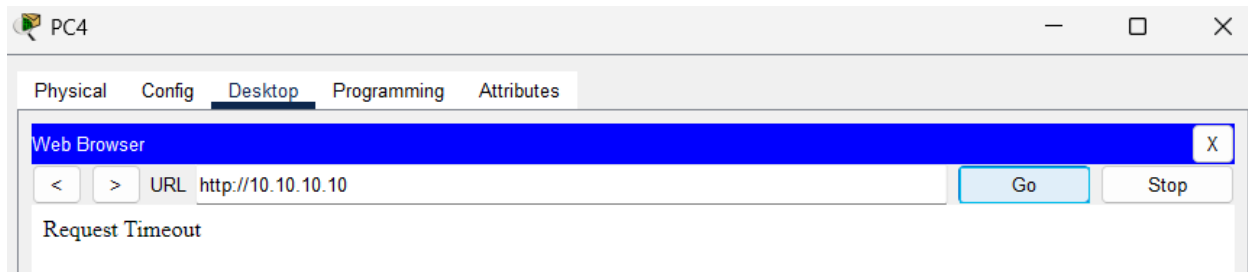 PC4
Physical Config Desktop Programming Attributes
Web Browser X
< > URL http://10.10.10.10 Go Stop
Request Timeout